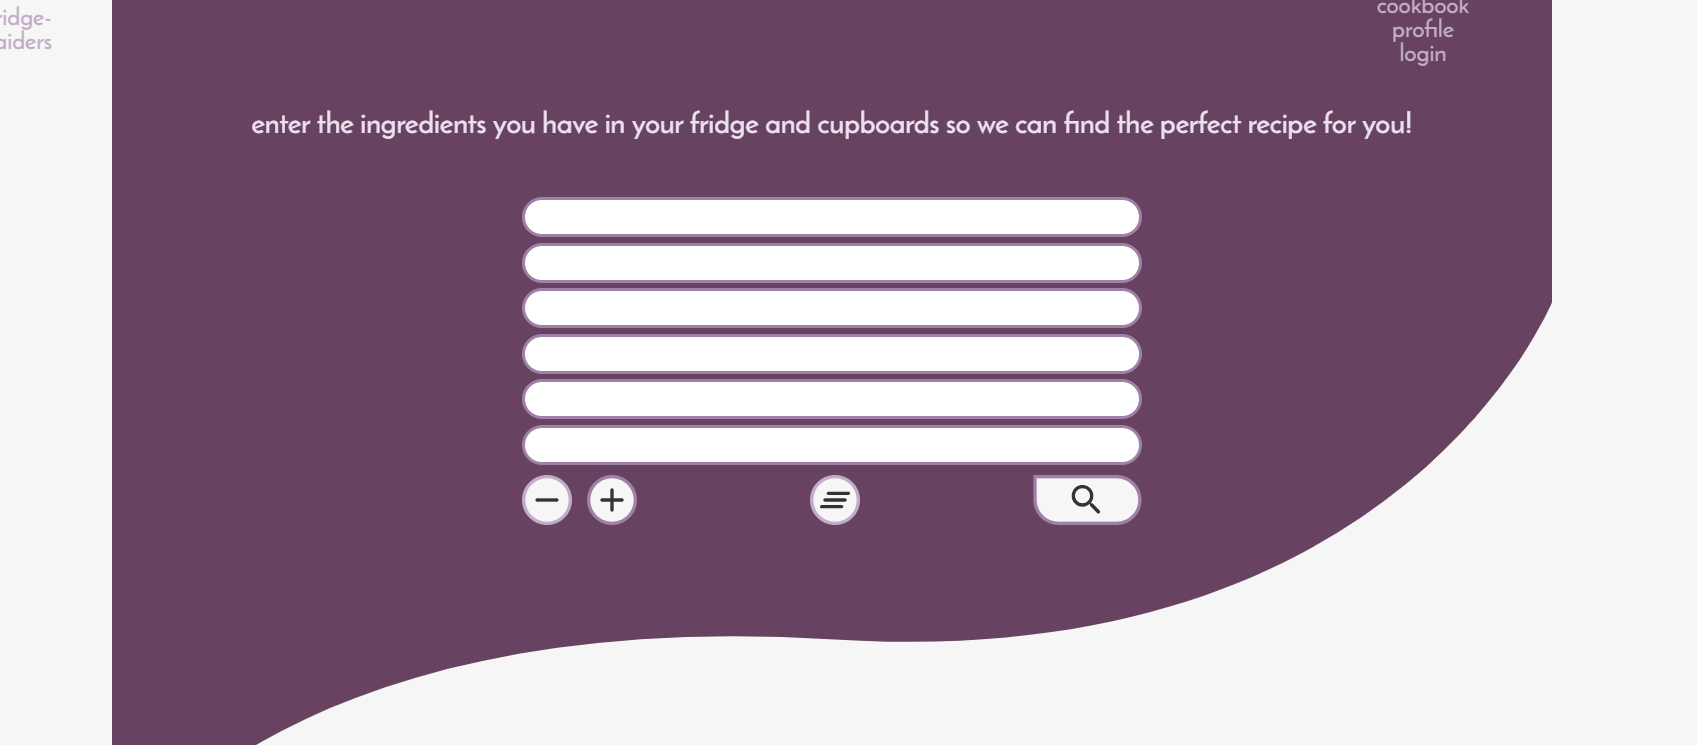 ridge-
aiders
cookbook
profile
login
enter the ingredients you have in your fridge and cupboards so we can find the perfect recipe for you!